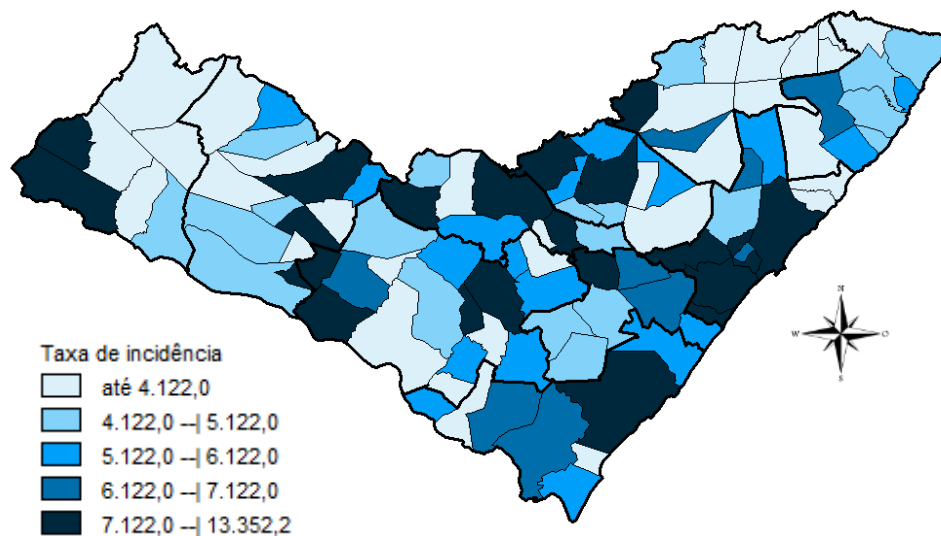 N
W
O
S
Taxa de incidência
até 4.122,0
4.122,0 --| 5.122,0
5.122,0 --| 6.122,0
6.122,0 --| 7.122,0
7.122,0 --| 13.352,2